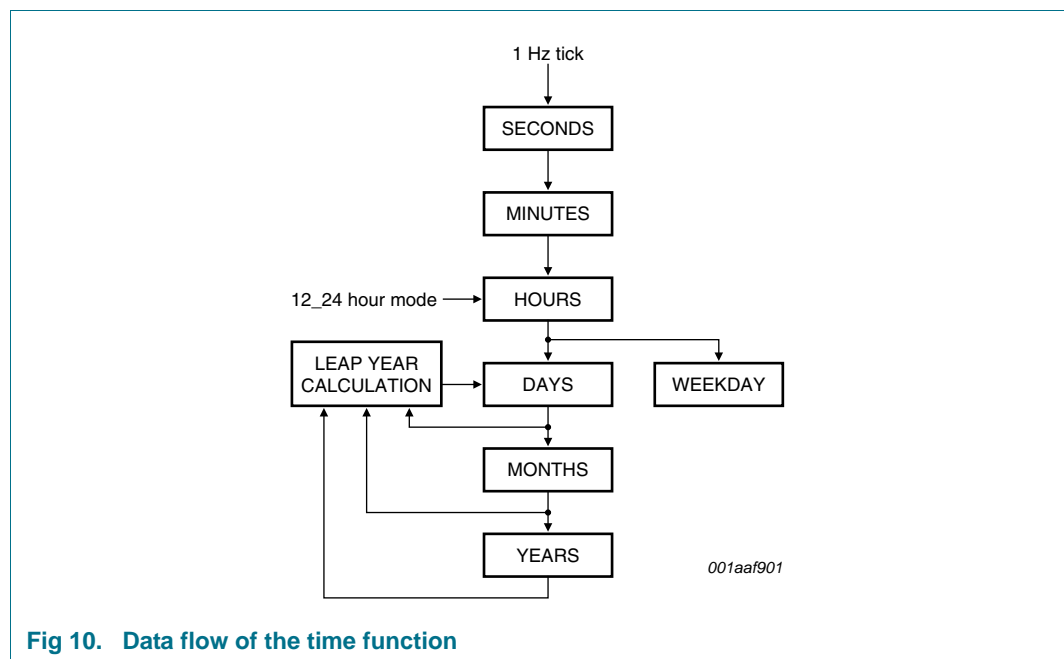 1 Hz tick
SECONDS
MINUTES
12_24 hour mode
HOURS
LEAP YEAR
CALCULATION
DAYS
WEEKDAY
MONTHS
YEARS
001aaf901
Fig 10. Data flow of the time function